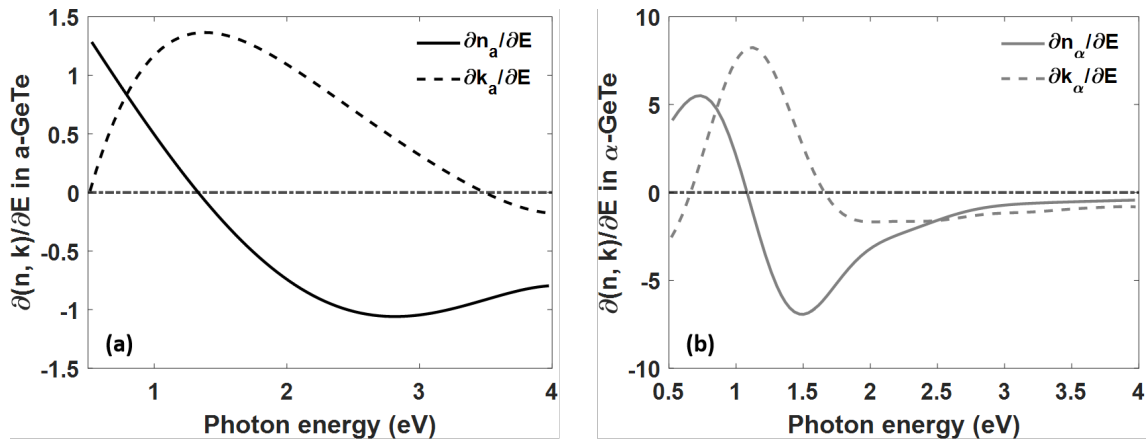 ∂(n, k)/∂E in a-GeTe
1.5
1
0.5
0
-0.5
-1
-1.5
∂nₐ/∂E
∂kₐ/∂E
(a)
1 2 3 4
Photon energy (eV)
∂(n, k)/∂E in α-GeTe
10
5
0
-5
-10
∂n_α/∂E
∂k_α/∂E
(b)
0.5 1 1.5 2 2.5 3 3.5 4
Photon energy (eV)